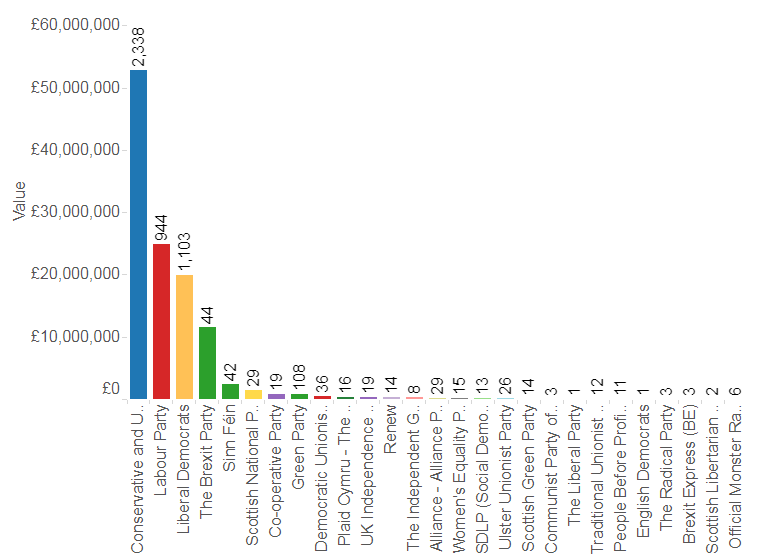 £60,000,000
£50,000,000
£40,000,000
£30,000,000
£20,000,000
£10,000,000
£0
Value
2,338
944
1,103
44
42
29
19
108
36
16
19
14
8
29
15
13
26
14
3
1
12
11
1
3
3
2
6
Conservative and U..
Labour Party
Liberal Democrats
The Brexit Party
Sinn Féin
Scottish National P..
Co-operative Party
Green Party
Democratic Unionis..
Plaid Cymru - The ..
UK Independence ..
Renew
The Independent G..
Alliance - Alliance P..
Women's Equality P..
SDLP (Social Demo..
Ulster Unionist Party
Scottish Green Party
Communist Party of..
The Liberal Party
Traditional Unionist ..
People Before Profi..
English Democrats
The Radical Party
Brexit Express (BE)
Scottish Libertarian ..
Official Monster Ra..